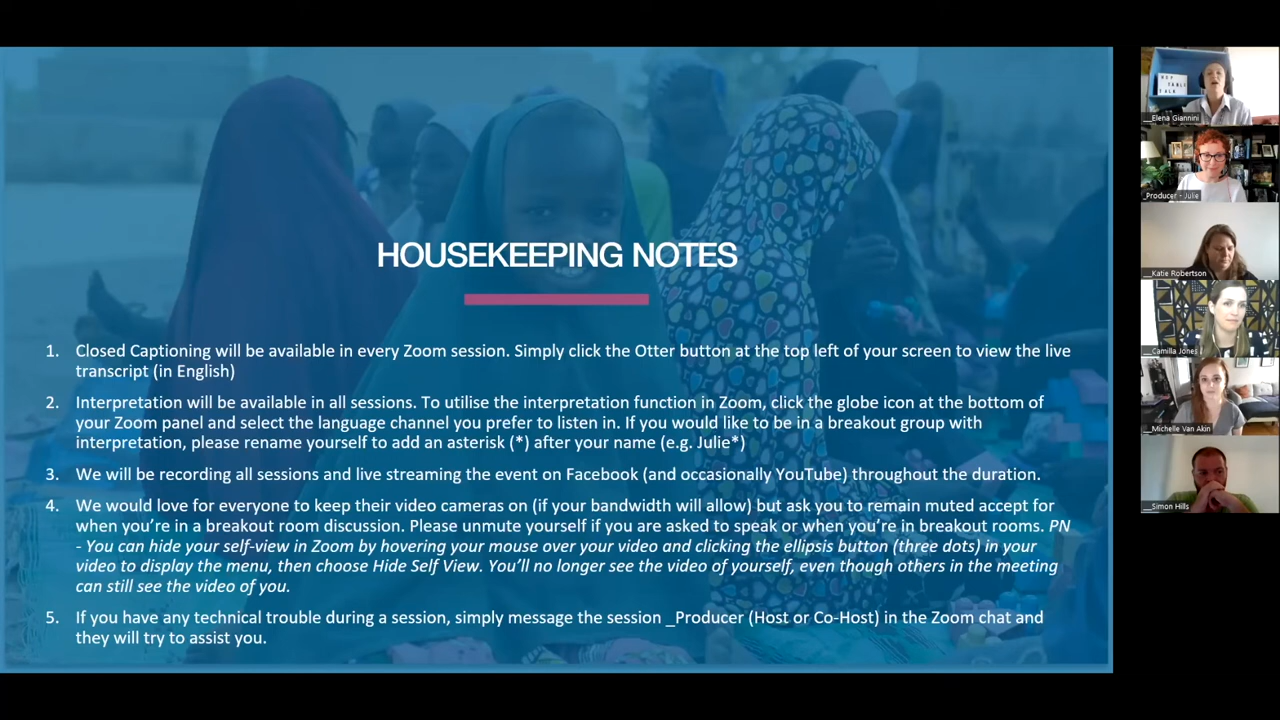 HOUSEKEEPING NOTES
1. Closed Captioning will be available in every Zoom session. Simply click the Otter button at the top left of your screen to view the live
transcript (in English)
2. Interpretation will be available in all sessions. To utilise the interpretation function in Zoom, click the globe icon at the bottom of
your Zoom panel and select the language channel you prefer to listen in. If you would like to be in a breakout group with
interpretation, please rename yourself to add an asterisk (*) after your name (e.g. Julie*)
3. We will be recording all sessions and live streaming the event on Facebook (and occasionally YouTube) throughout the duration.
4. We would love for everyone to keep their video cameras on (if your bandwidth will allow) but ask you to remain muted accept for
when you're in a breakout room discussion. Please unmute yourself if you are asked to speak or when you're in breakout rooms. PN
- You can hide your self-view in Zoom by hovering your mouse over your video and clicking the ellipsis button (three dots) in your
video to display the menu, then choose Hide Self View. You'll no longer see the video of yourself, even though others in the meeting
can still see the video of you.
5. If you have any technical trouble during a session, simply message the session _Producer (Host or Co-Host) in the Zoom chat and
they will try to assist you.
KEY
TABLE
TALK
__Elena Giannini
_Producer - Julie
__Katie Robertson
__Camilla Jones
__Michelle Van Akin
__Simon Hills